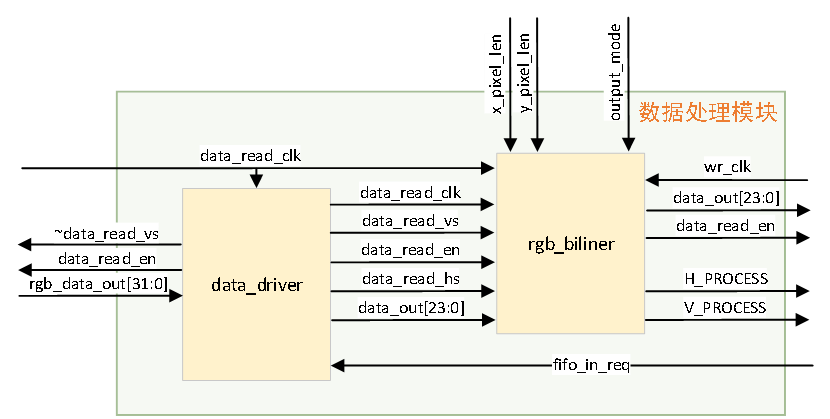 x_pixel_len
y_pixel_len
output_mode
数据处理模块
data_read_clk
wr_clk
data_read_clk
data_out[23:0]
data_read_vs
data_read_en
~data_read_vs
rgb_biliner
data_read_en
data_read_en
data_driver
data_read_hs
H_PROCESS
rgb_data_out[31:0]
data_out[23:0]
V_PROCESS
fifo_in_req